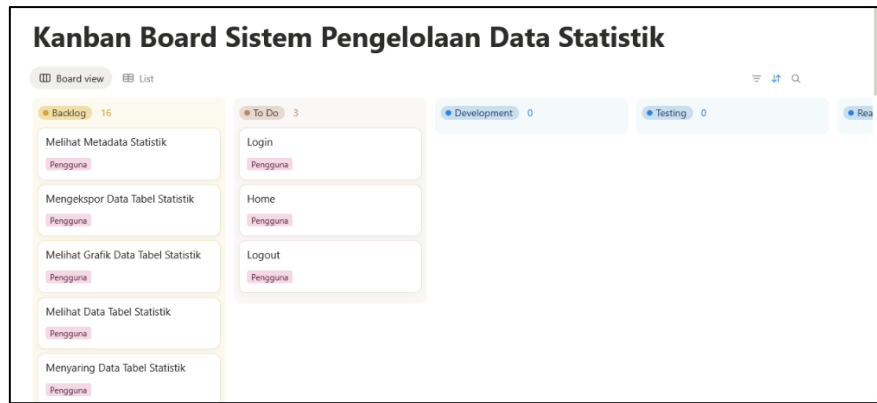 Kanban Board Sistem Pengelolaan Data Statistik
Board view List
Backlog 16
Melihat Metadata Statistik
Pengguna
Mengekspor Data Tabel Statistik
Pengguna
Melihat Grafik Data Tabel Statistik
Pengguna
Melihat Data Tabel Statistik
Pengguna
Menyaring Data Tabel Statistik
Pengguna
To Do 3
Login
Pengguna
Home
Pengguna
Logout
Pengguna
Development 0
Testing 0
Rea